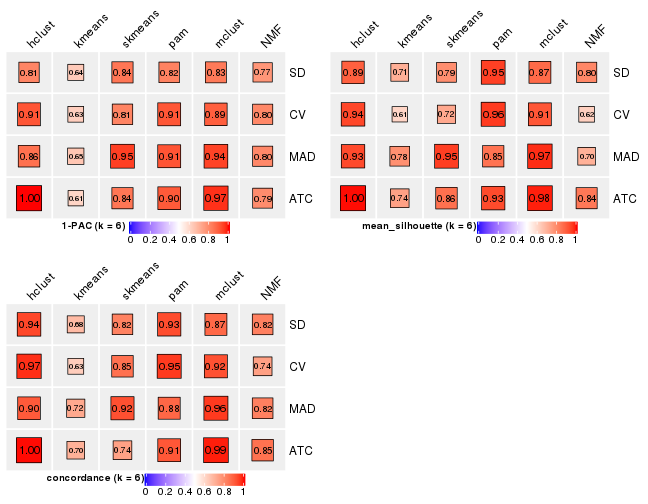 hclust kmeans skmeans pam mclust NMF
0.81 0.64 0.84 0.82 0.83 0.77 SD
0.91 0.63 0.81 0.91 0.89 0.80 CV
0.86 0.65 0.95 0.91 0.94 0.80 MAD
1.00 0.61 0.84 0.90 0.97 0.79 ATC
1-PAC (k = 6)
0 0.2 0.4 0.6 0.8 1
hclust kmeans skmeans pam mclust NMF
0.89 0.71 0.79 0.95 0.87 0.80 SD
0.94 0.61 0.72 0.96 0.91 0.62 CV
0.93 0.78 0.95 0.85 0.97 0.70 MAD
1.00 0.74 0.86 0.93 0.98 0.84 ATC
mean_silhouette (k = 6)
0 0.2 0.4 0.6 0.8 1
hclust kmeans skmeans pam mclust NMF
0.94 0.68 0.82 0.93 0.87 0.82 SD
0.97 0.63 0.85 0.95 0.92 0.74 CV
0.90 0.72 0.92 0.88 0.96 0.82 MAD
1.00 0.70 0.74 0.91 0.99 0.85 ATC
concordance (k = 6)
0 0.2 0.4 0.6 0.8 1